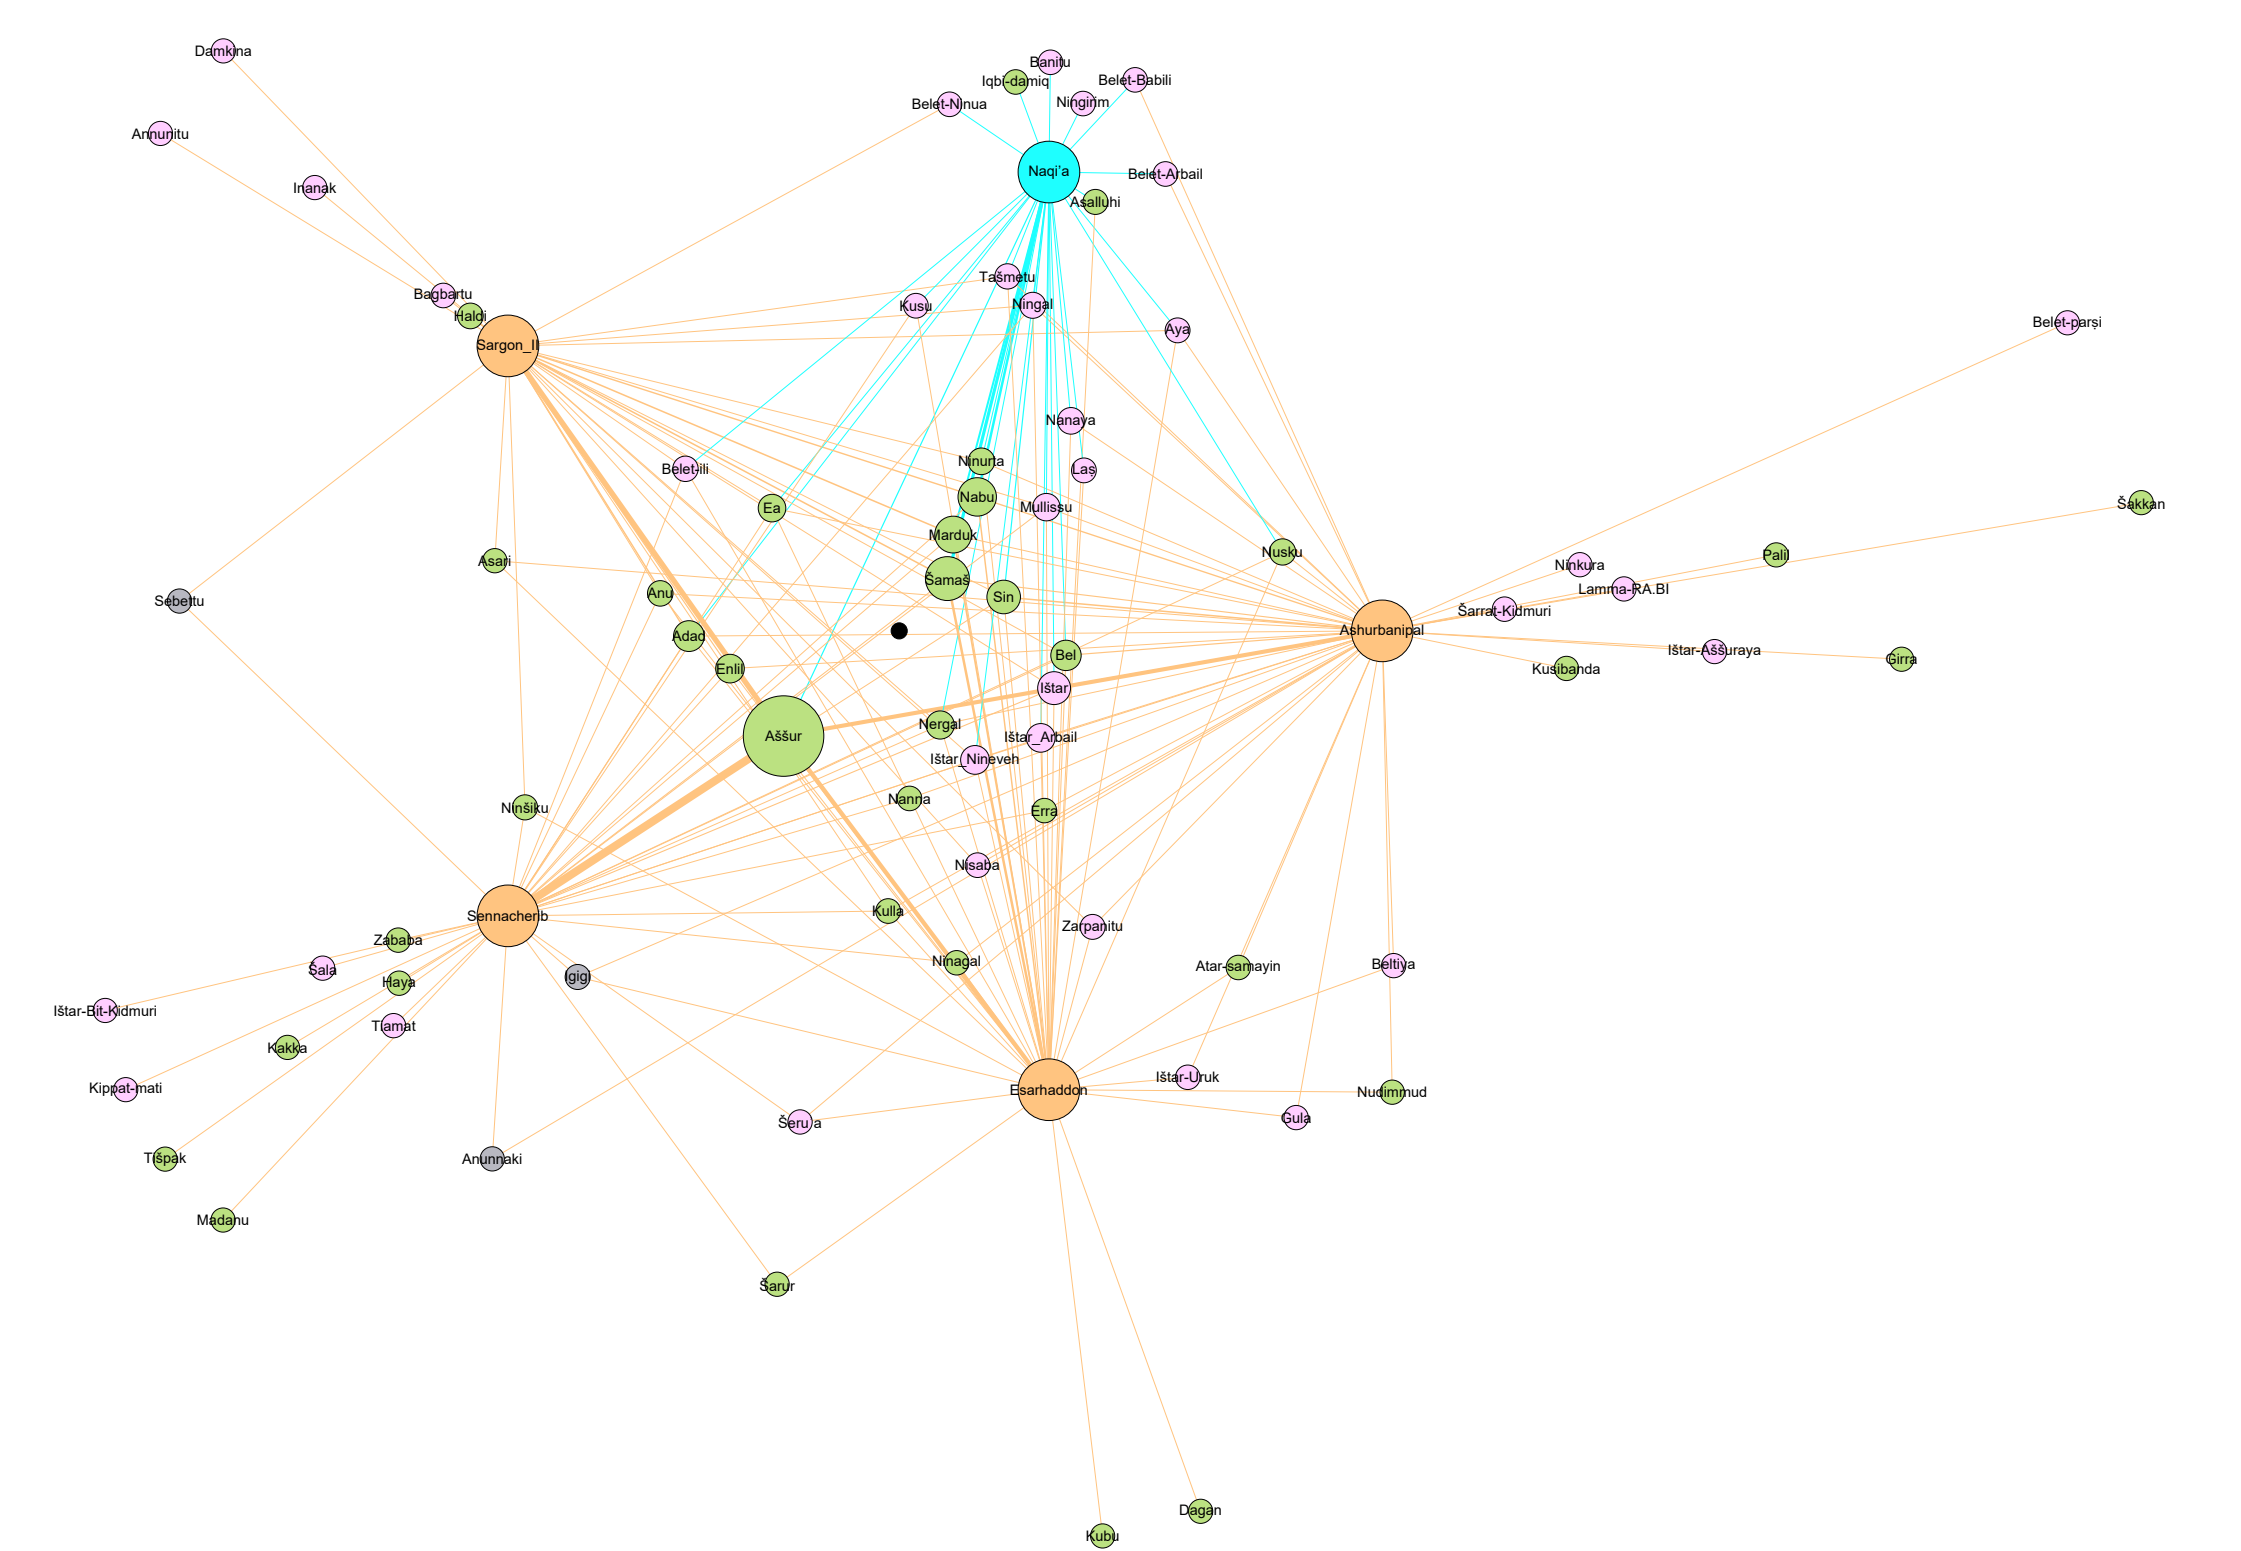 Damkina
Banitu
Iqbi-damiq
Belet-Babili
Belet-Ninua
Ningirim
Annunitu
Naqi'a
Belet-Arbail
Inanak
Asalluhi
Tašmetu
Bagbartu
Kusu
Ningal
Haldi
Belet-parṣi
Aya
Sargon_II
Nanaya
Ninurta
Belet-ili
Laṣ
Nabu
Šakkan
Ea
Mullissu
Marduk
Nusku
Palil
Asari
Ninkura
Šamaš
Lamma-RA.BI
Anu
Sin
Sebettu
Šarrat-Kidmuri
Ashurbanipal
Adad
Ištar-Aššuraya
Bel
Girra
Enlil
Kusibanda
Ištar
Nergal
Aššur
Ištar_Arbail
Ištar_Nineveh
Nanna
Ninšiku
Erra
Nisaba
Kulla
Sennacherib
Zarpanitu
Zababa
Ninagal
Beltiya
Atar-samayin
Šala
Igigi
Haya
Ištar-Bit-Kidmuri
Tiamat
Kakka
Ištar-Uruk
Kippat-mati
Esarhaddon
Nudimmud
Gula
Šeru'a
Tišpak
Anunnaki
Madanu
Šarur
Dagan
Kubu